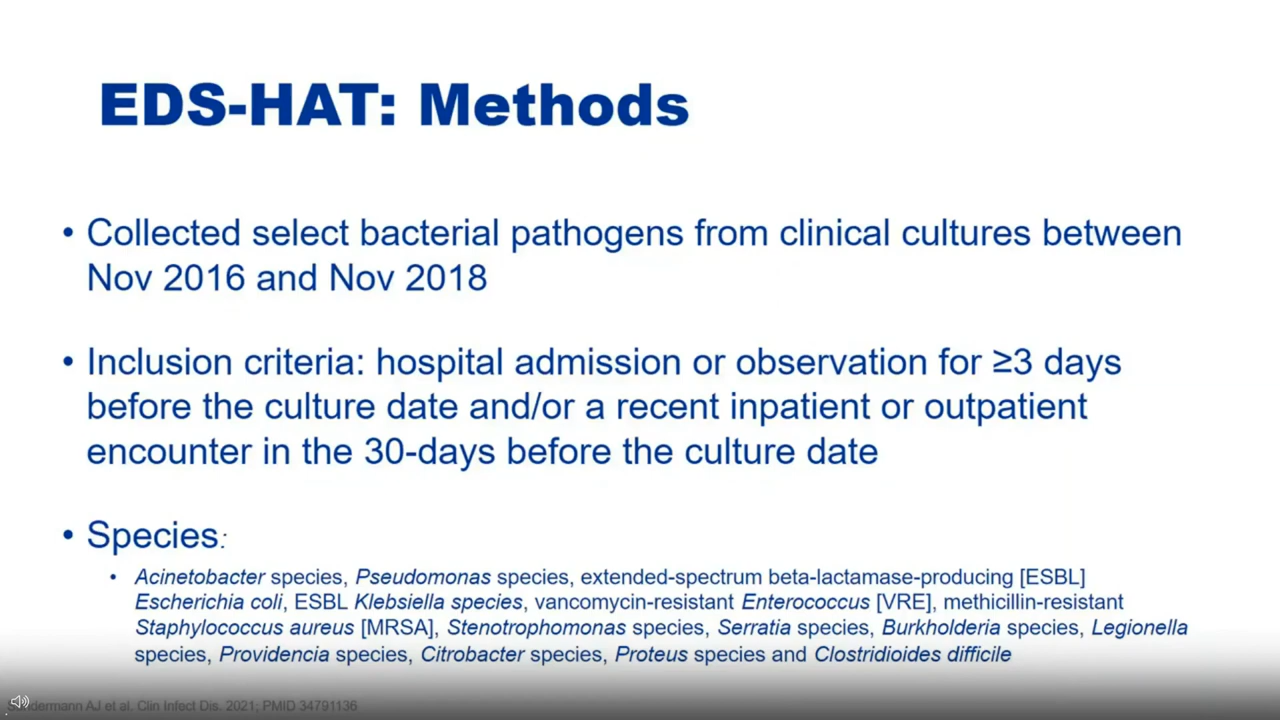 EDS-HAT: Methods
• Collected select bacterial pathogens from clinical cultures between
Nov 2016 and Nov 2018
• Inclusion criteria: hospital admission or observation for ≥3 days
before the culture date and/or a recent inpatient or outpatient
encounter in the 30-days before the culture date
• Species:
• Acinetobacter species, Pseudomonas species, extended-spectrum beta-lactamase-producing [ESBL]
Escherichia coli, ESBL Klebsiella species, vancomycin-resistant Enterococcus [VRE], methicillin-resistant
Staphylococcus aureus [MRSA], Stenotrophomonas species, Serratia species, Burkholderia species, Legionella
species, Providencia species, Citrobacter species, Proteus species and Clostridioides difficile
AJ et al. Clin Infect Dis. 2021; PMID 34791136